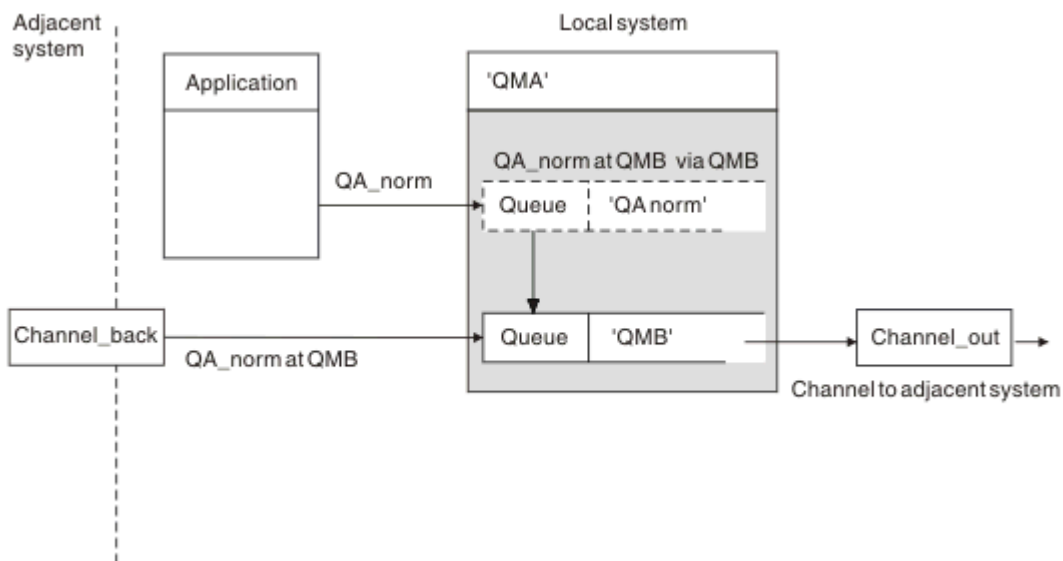 Adjacent
system
Local system
Application
'QMA'
QA_norm at QMB via QMB
QA_norm
Queue
'QA norm'
Channel_back
Queue
'QMB'
Channel_out
QA_norm at QMB
Channel to adjacent system